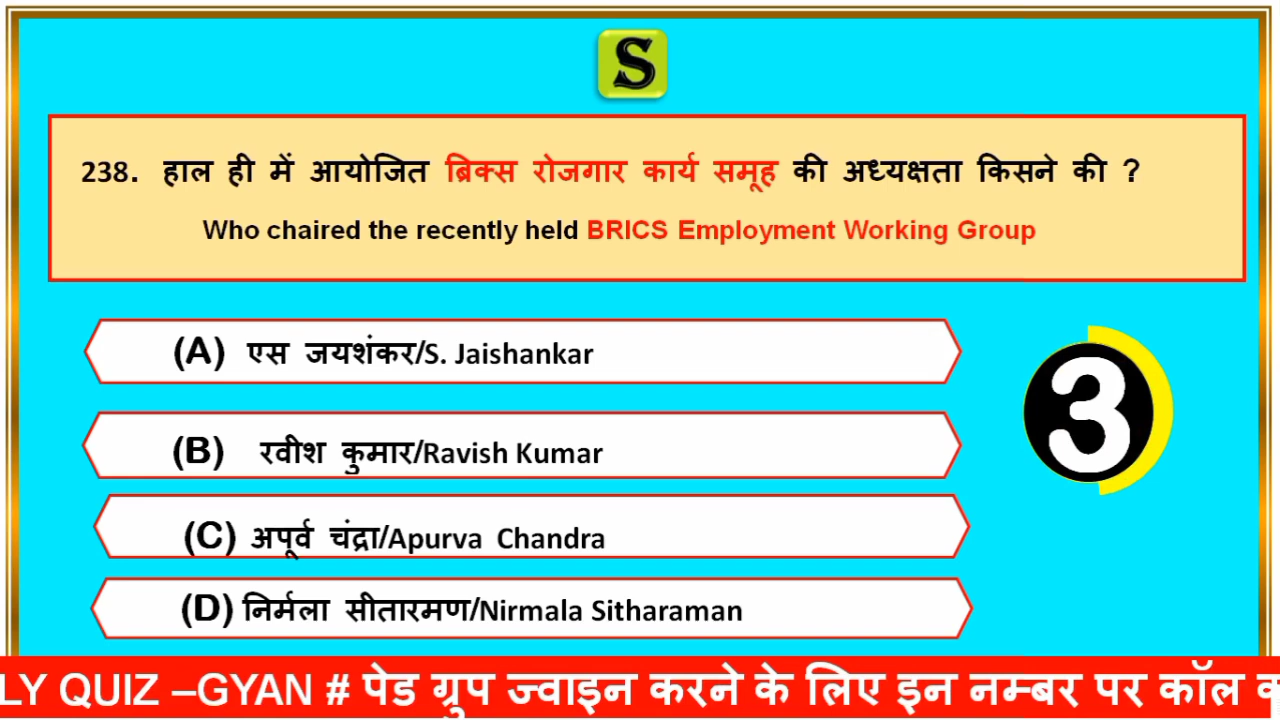 S
238. हाल ही में आयोजित ब्रिक्स रोजगार कार्य समूह की अध्यक्षता किसने की ?
Who chaired the recently held BRICS Employment Working Group
(A) एस जयशंकर/S. Jaishankar
3
(B) रवीश कुमार/Ravish Kumar
(C) अपूर्व चंद्रा/Apurva Chandra
(D) निर्मला सीतारमण/Nirmala Sitharaman
LY QUIZ –GYAN # पेड ग्रुप ज्वाइन करने के लिए इन नम्बर पर कॉल